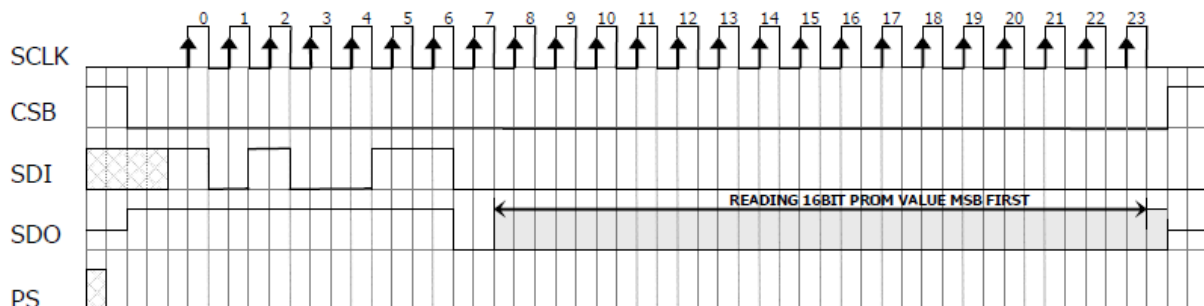 0 1 2 3 4 5 6 7 8 9 10 11 12 13 14 15 16 17 18 19 20 21 22 23
SCLK
CSB
SDI
READING 16BIT PROM VALUE MSB FIRST
SDO
PS